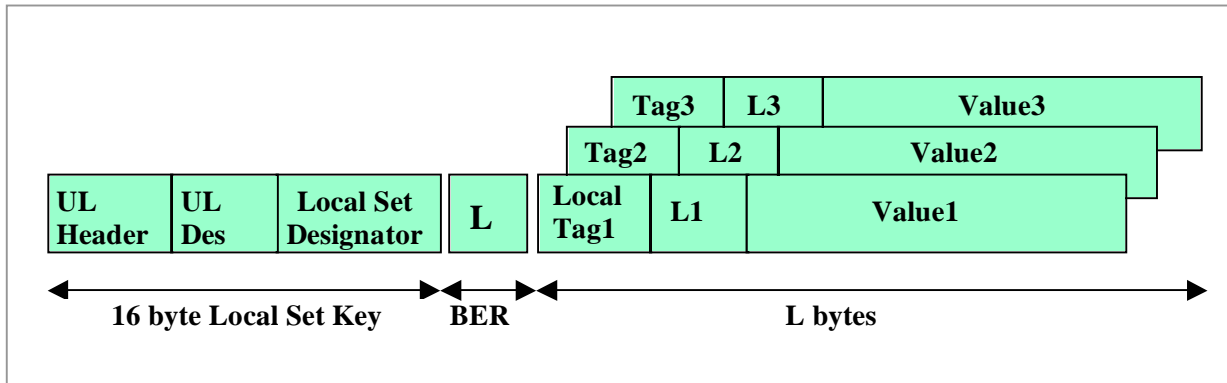 Tag3 L3 Value3
Tag2 L2 Value2
UL Header
UL Des
Local Set Designator
L
Local Tag1
L1
Value1
16 byte Local Set Key
BER
L bytes